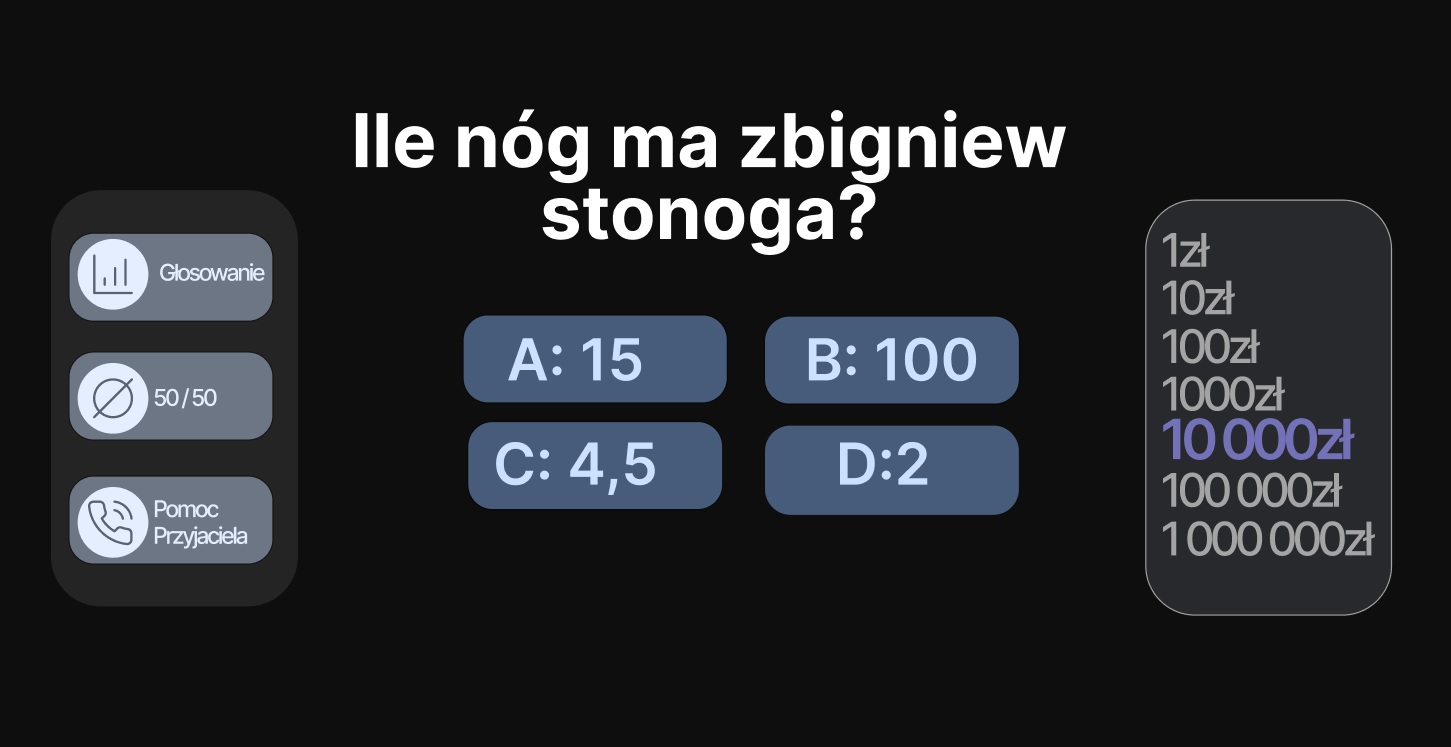 Ile nóg ma zbigniew
stonoga?
Głosowanie
50/50
Pomoc
Przyjaciela
A: 15
B: 100
C: 4,5
D:2
1zł
10zł
100zł
1000zł
10 000zł
100 000zł
1 000 000zł